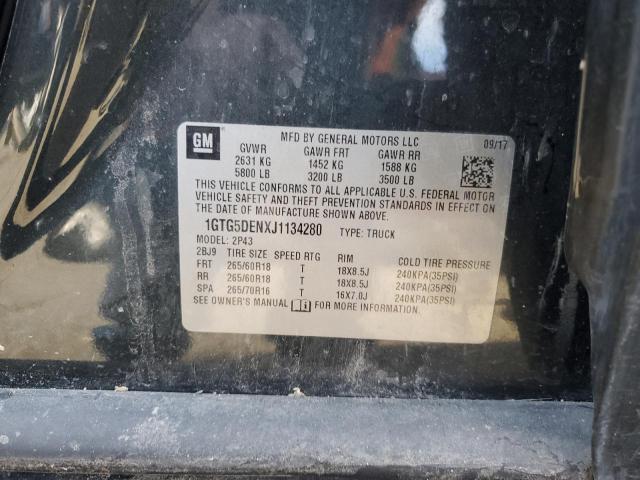 GM
MFD BY GENERAL MOTORS LLC 09/17
GVWR GAWR FRT GAWR RR
2631 KG 1452 KG 1588 KG
5800 LB 3200 LB 3500 LB
THIS VEHICLE CONFORMS TO ALL APPLICABLE U.S. FEDERAL MOTOR
VEHICLE SAFETY AND THEFT PREVENTION STANDARDS IN EFFECT ON
THE DATE OF MANUFACTURE SHOWN ABOVE.
1GTG5DENXJ1134280 TYPE: TRUCK
MODEL: 2P43
2BJ9 TIRE SIZE SPEED RTG RIM COLD TIRE PRESSURE
FRT 265/60R18 T 18X8.5J 240KPA(35PSI)
RR 265/60R18 T 18X8.5J 240KPA(35PSI)
SPA 265/70R16 T 16X7.0J 240KPA(35PSI)
SEE OWNER'S MANUAL FOR MORE INFORMATION.